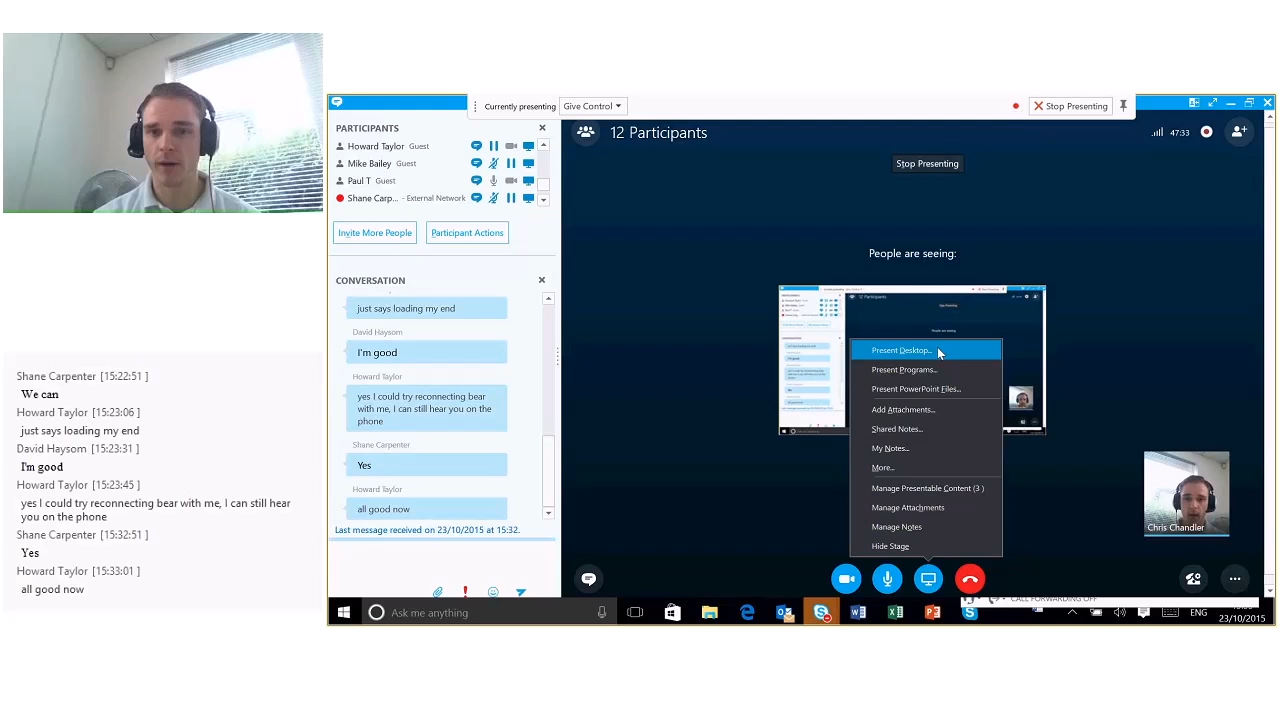 Currently presenting
Give Control
Stop Presenting
PARTICIPANTS
Howard Taylor Guest
Mike Bailey Guest
Paul T Guest
Shane Carp... - External Network
Invite More People
Participant Actions
CONVERSATION
just says loading my end
David Haysom
I'm good
Howard Taylor
yes I could try reconnecting bear
with me, I can still hear you on the
phone
Shane Carpenter
Yes
Howard Taylor
all good now
Last message received on 23/10/2015 at 15:32.
12 Participants
47:33
Stop Presenting
People are seeing:
Present Desktop...
Present Programs...
Present PowerPoint Files...
Add Attachments...
Shared Notes...
My Notes...
More...
Manage Presentable Content (3 )
Manage Attachments
Manage Notes
Hide Stage
Chris Chandler
Shane Carpenter [15:22:51 ]
We can
Howard Taylor [15:23:06 ]
just says loading my end
David Haysom [15:23:31 ]
I'm good
Howard Taylor [15:23:45 ]
yes I could try reconnecting bear with me, I can still hear
you on the phone
Shane Carpenter [15:32:51 ]
Yes
Howard Taylor [15:33:01 ]
all good now
Ask me anything
CALL FORWARDING OFF
ENG
23/10/2015